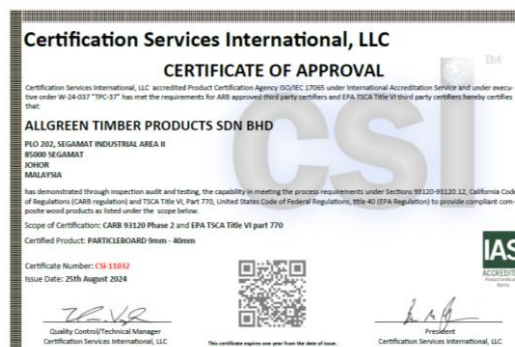 Certification Services International, LLC
TM
CERTIFICATE OF APPROVAL
Certification Services International, LLC accredited Product Certification Agency ISO/IEC 17065 under International Accreditation Service and under execu-
tive order W-24-037 "TPC-37" has met the requirements for ARB approved third party certifiers and EPA TSCA Title VI third party certifiers hereby certifies
that:
CSI
ALLGREEN TIMBER PRODUCTS SDN BHD
PLO 202, SEGAMAT INDUSTRIAL AREA II
85000 SEGAMAT
JOHOR
MALAYSIA
has demonstrated through inspection audit and testing, the capability in meeting the process requirements under Sections 93120-93120.12, California Code
of Regulations (CARB regulation) and TSCA Title VI, Part 770, United States Code of Federal Regulations, title 40 (EPA Regulation) to provide compliant com-
posite wood products as listed under the scope below.
Scope of Certification: CARB 93120 Phase 2 and EPA TSCA Title VI part 770
Certified Product: PARTICLEBOARD 9mm - 40mm
IAS
ACCREDITED
Product Certification
Agency
Certificate Number: CSI-11032
Issue Date: 25th August 2024
Quality Control/Technical Manager
Certification Services International, LLC
This certificate expires one year from the date of issue.
President
Certification Services International, LLC